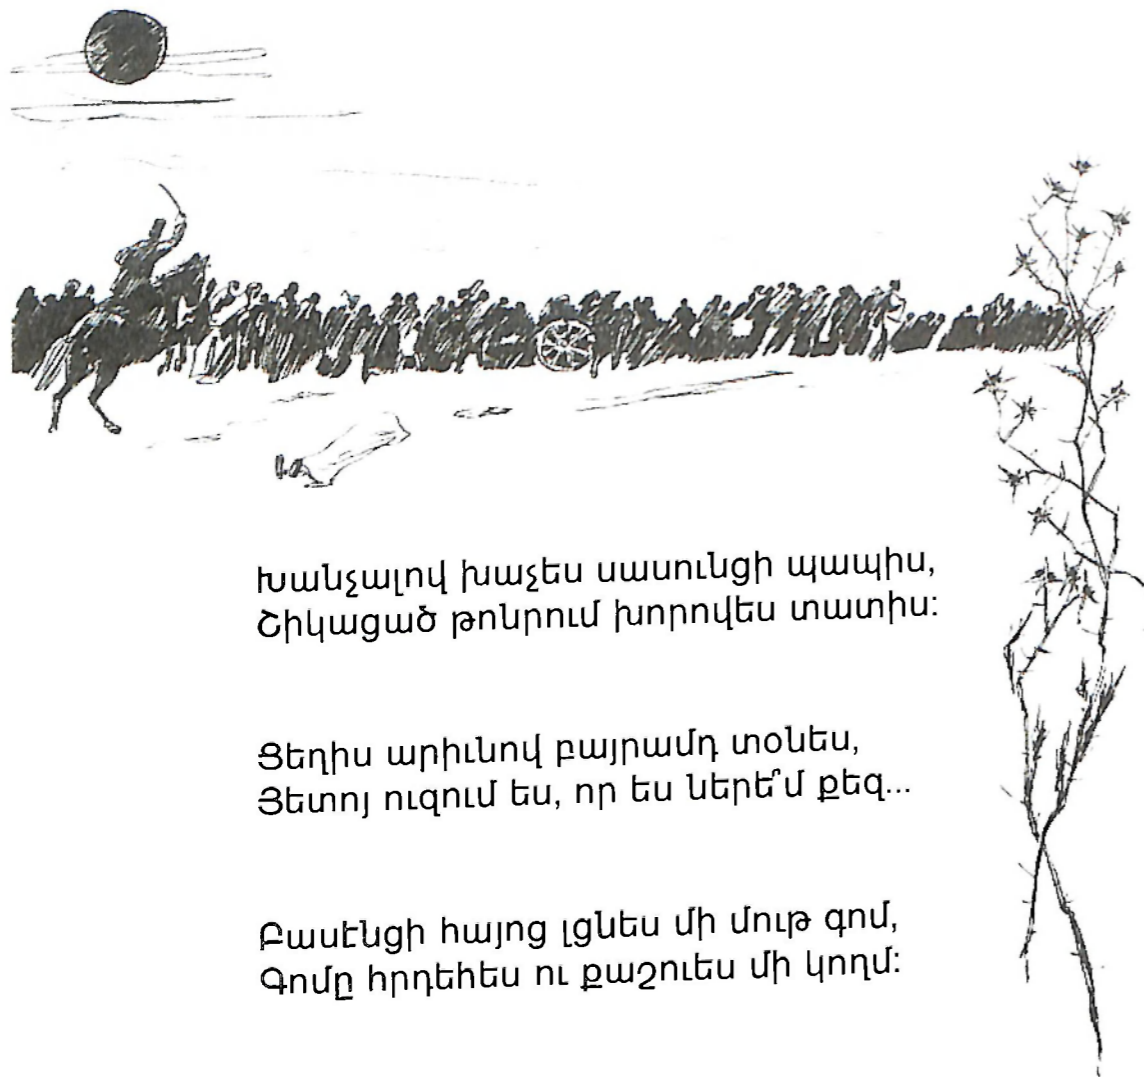 Խանչալով խաչես սասունցի պապիս,
Շիկացած թոնրում խորովես տատիս։
Ցեղիս արիւնով բայրամդ տօնես,
Յետոյ ուզում ես, որ ես ներե՞մ քեզ...
Բասէնցի հայոց լցնես մի մութ գոմ,
Գոմը հրդեհես ու քաշուես մի կողմ։